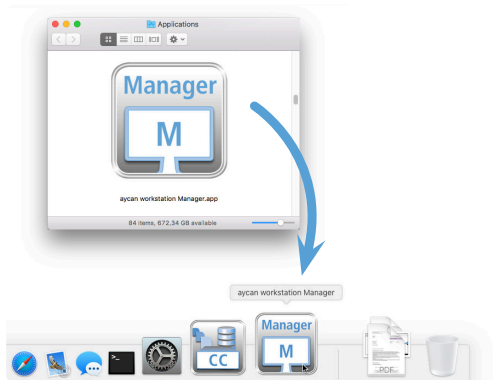 Applications
Manager
M
aycan workstation Manager.app
84 items, 672,34 GB available
aycan workstation Manager
>_
CC
Manager
M
PDF